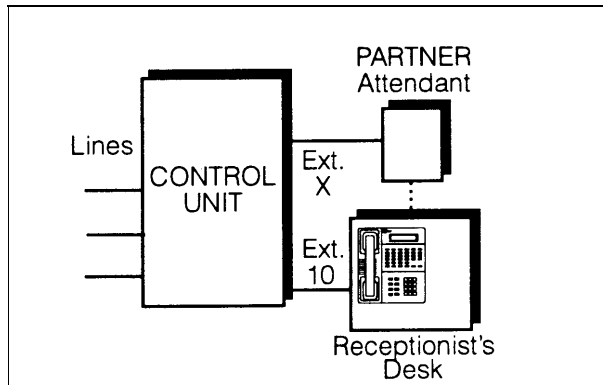 PARTNER
Attendant
Lines
CONTROL
UNIT
Ext.
X
Ext.
10
Receptionist's
Desk